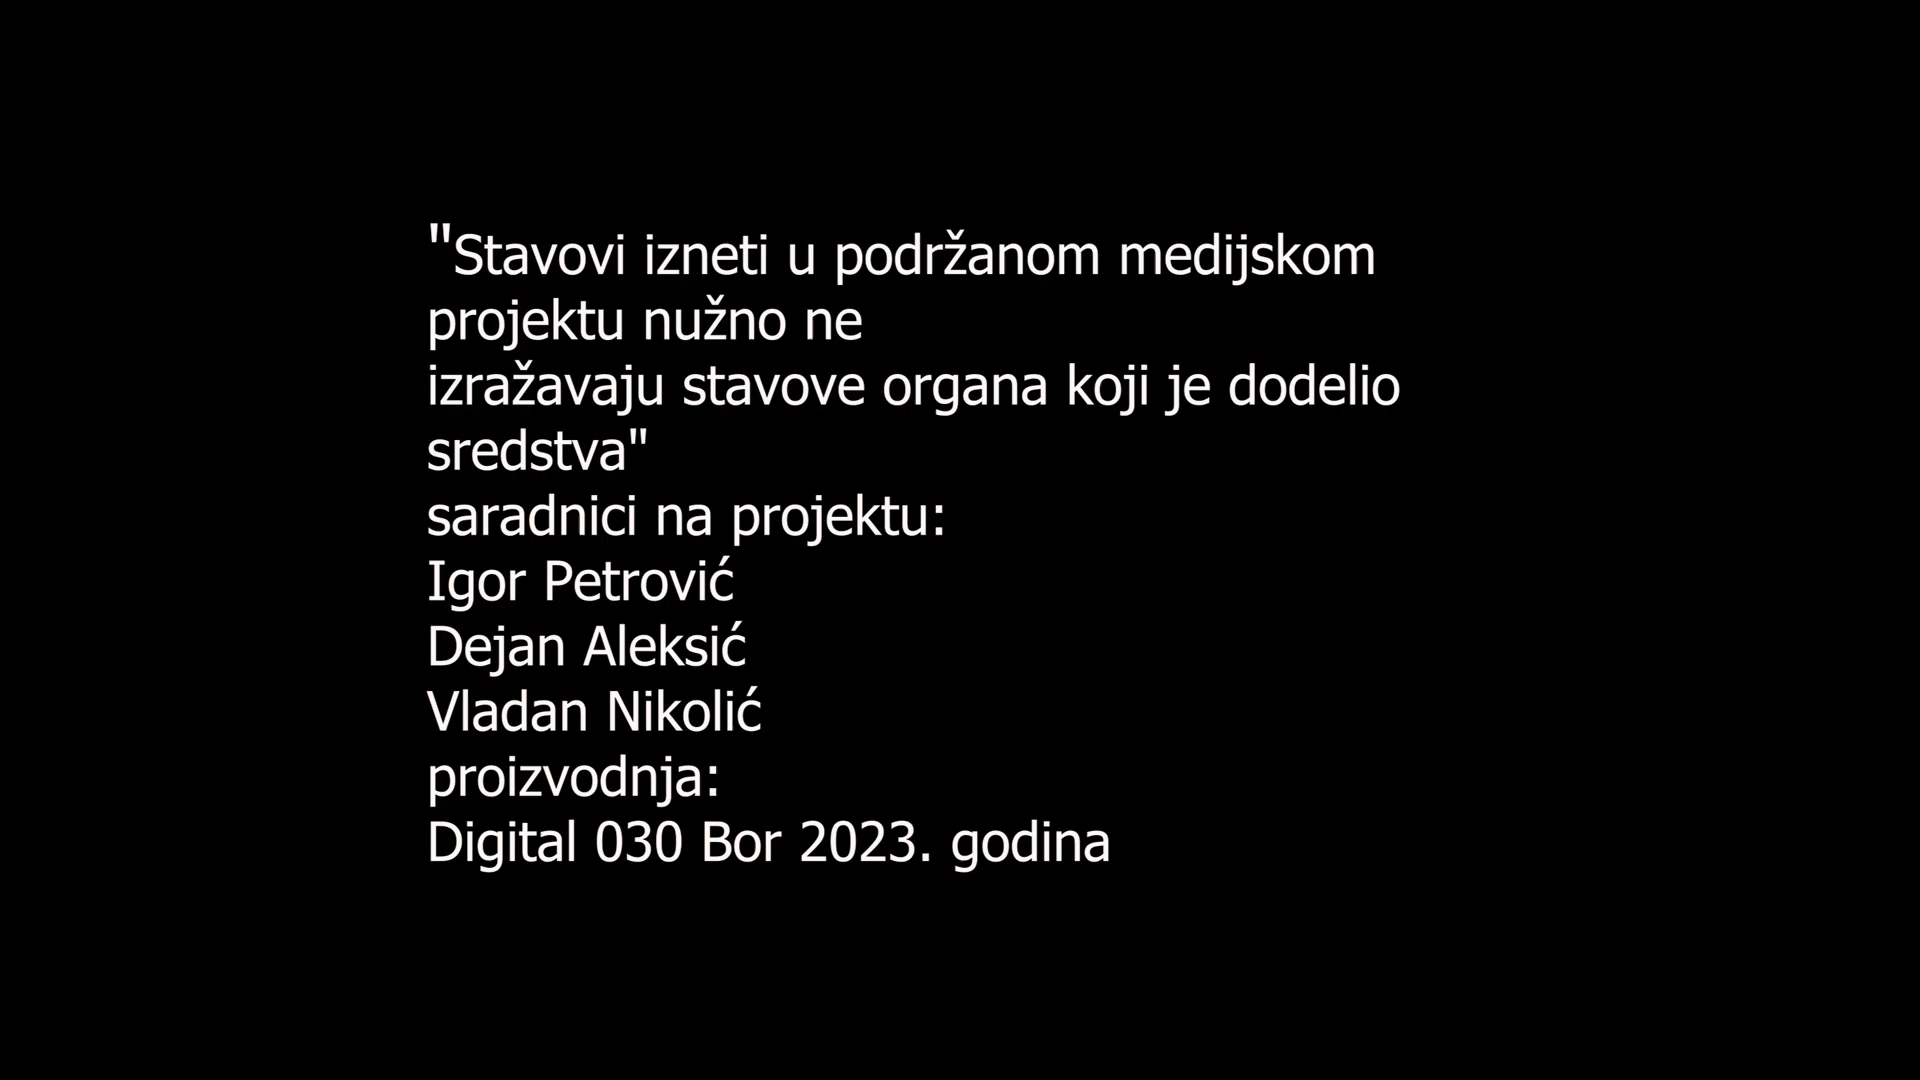 "Stavovi izneti u podržanom medijskom
projektu nužno ne
izražavaju stavove organa koji je dodelio
sredstva"
saradnici na projektu:
Igor Petrović
Dejan Aleksić
Vladan Nikolić
proizvodnja:
Digital 030 Bor 2023. godina